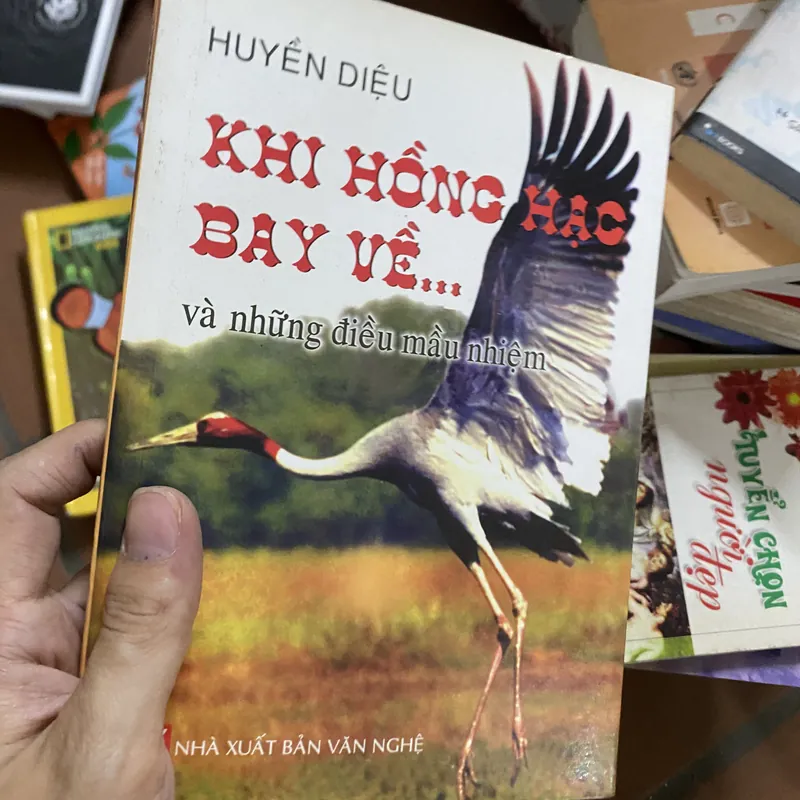 HUYỀN DIỆU
KHI HỒNG HẠC
BAY VỀ...
và những điều mầu nhiệm
NHÀ XUẤT BẢN VĂN NGHỆ
TUYỂN CHỌN
người đẹp